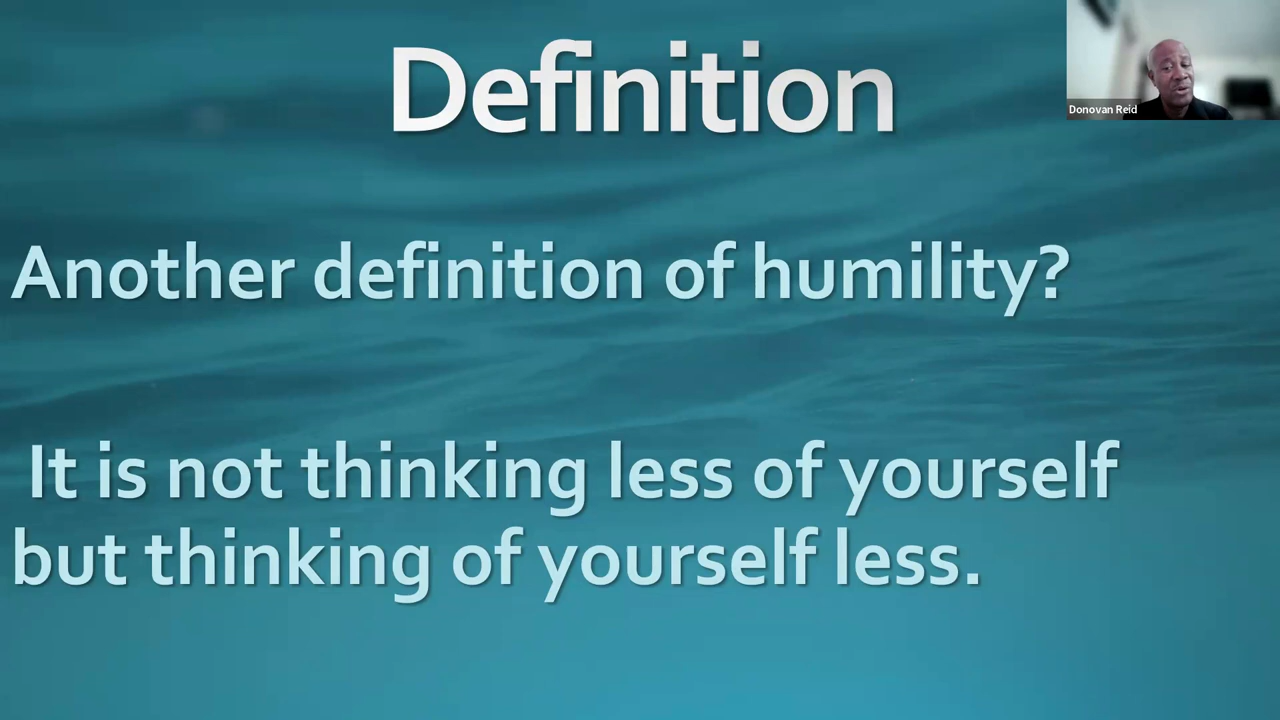 Definition
Donovan Reid
Another definition of humility?
It is not thinking less of yourself
but thinking of yourself less.